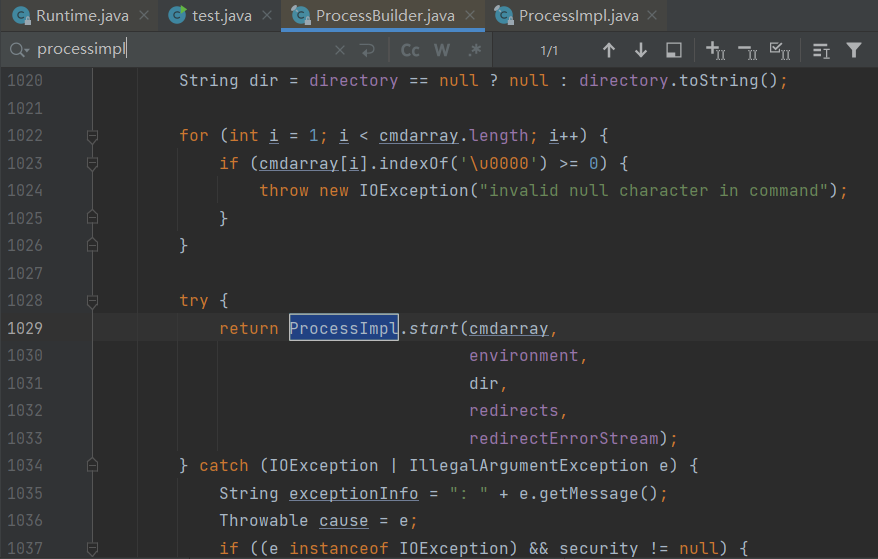 Runtime.java × test.java × ProcessBuilder.java × ProcessImpl.java ×
processimpl × Cc W .* 1/1
1020 String dir = directory == null ? null : directory.toString();
1021
1022 for (int i = 1; i < cmdarray.length; i++) {
1023 if (cmdarray[i].indexOf('\u0000') >= 0) {
1024 throw new IOException("invalid null character in command");
1025 }
1026 }
1027
1028 try {
1029 return ProcessImpl.start(cmdarray,
1030 environment,
1031 dir,
1032 redirects,
1033 redirectErrorStream);
1034 } catch (IOException | IllegalArgumentException e) {
1035 String exceptionInfo = ": " + e.getMessage();
1036 Throwable cause = e;
1037 if ((e instanceof IOException) && security != null) {